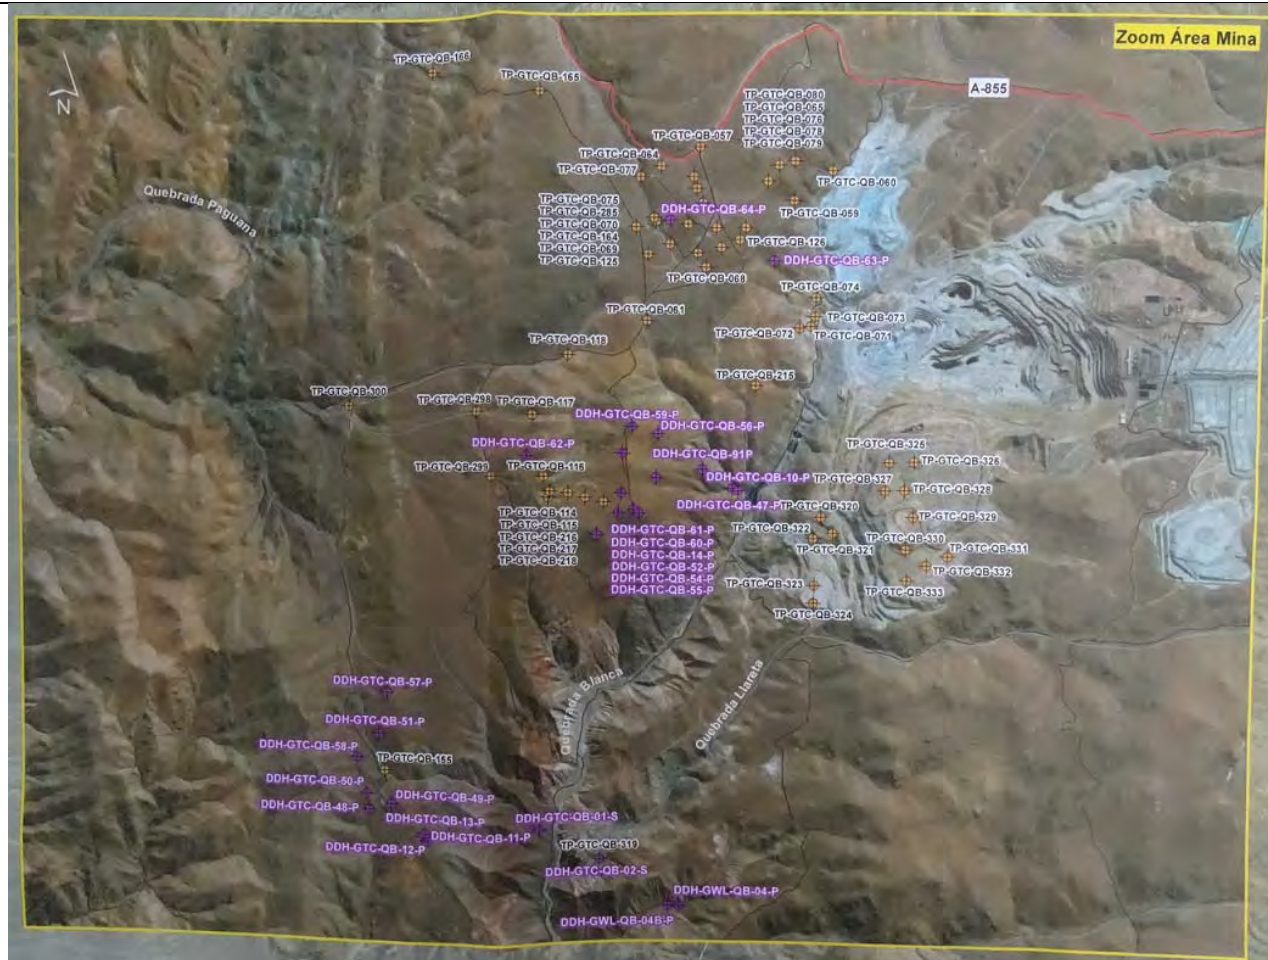 Zoom Área Mina
N
A-855
TP-GTC-QB-166
TP-GTC-QB-165
TP-GTC-QB-080
TP-GTC-QB-065
TP-GTC-QB-076
TP-GTC-QB-078
TP-GTC-QB-079
TP-GTC-QB-057
TP-GTC-QB-064
TP-GTC-QB-077
TP-GTC-QB-060
Quebrada Paguana
TP-GTC-QB-075
TP-GTC-QB-285
TP-GTC-QB-070
TP-GTC-QB-164
TP-GTC-QB-069
TP-GTC-QB-125
DDH-GTC-QB-64-P
TP-GTC-QB-059
TP-GTC-QB-126
DDH-GTC-QB-63-P
TP-GTC-QB-068
TP-GTC-QB-074
TP-GTC-QB-061
TP-GTC-QB-073
TP-GTC-QB-072
TP-GTC-QB-071
TP-GTC-QB-118
TP-GTC-QB-215
TP-GTC-QB-300
TP-GTC-QB-298
TP-GTC-QB-117
DDH-GTC-QB-59-P
DDH-GTC-QB-56-P
DDH-GTC-QB-62-P
DDH-GTC-QB-91P
TP-GTC-QB-325
TP-GTC-QB-326
TP-GTC-QB-299
TP-GTC-QB-116
DDH-GTC-QB-10-P
TP-GTC-QB-327
TP-GTC-QB-328
DDH-GTC-QB-47-P
TP-GTC-QB-320
TP-GTC-QB-329
TP-GTC-QB-114
TP-GTC-QB-115
TP-GTC-QB-216
TP-GTC-QB-217
TP-GTC-QB-218
DDH-GTC-QB-61-P
DDH-GTC-QB-60-P
DDH-GTC-QB-14-P
DDH-GTC-QB-52-P
DDH-GTC-QB-54-P
DDH-GTC-QB-55-P
TP-GTC-QB-322
TP-GTC-QB-321
TP-GTC-QB-330
TP-GTC-QB-331
TP-GTC-QB-332
TP-GTC-QB-323
TP-GTC-QB-333
TP-GTC-QB-324
Quebrada Blanca
Quebrada Llareta
DDH-GTC-QB-57-P
DDH-GTC-QB-51-P
DDH-GTC-QB-58-P
TP-GTC-QB-155
DDH-GTC-QB-50-P
DDH-GTC-QB-49-P
DDH-GTC-QB-48-P
DDH-GTC-QB-13-P
DDH-GTC-QB-01-S
DDH-GTC-QB-11-P
DDH-GTC-QB-12-P
TP-GTC-QB-319
DDH-GTC-QB-02-S
DDH-GWL-QB-04-P
DDH-GWL-QB-04B-P